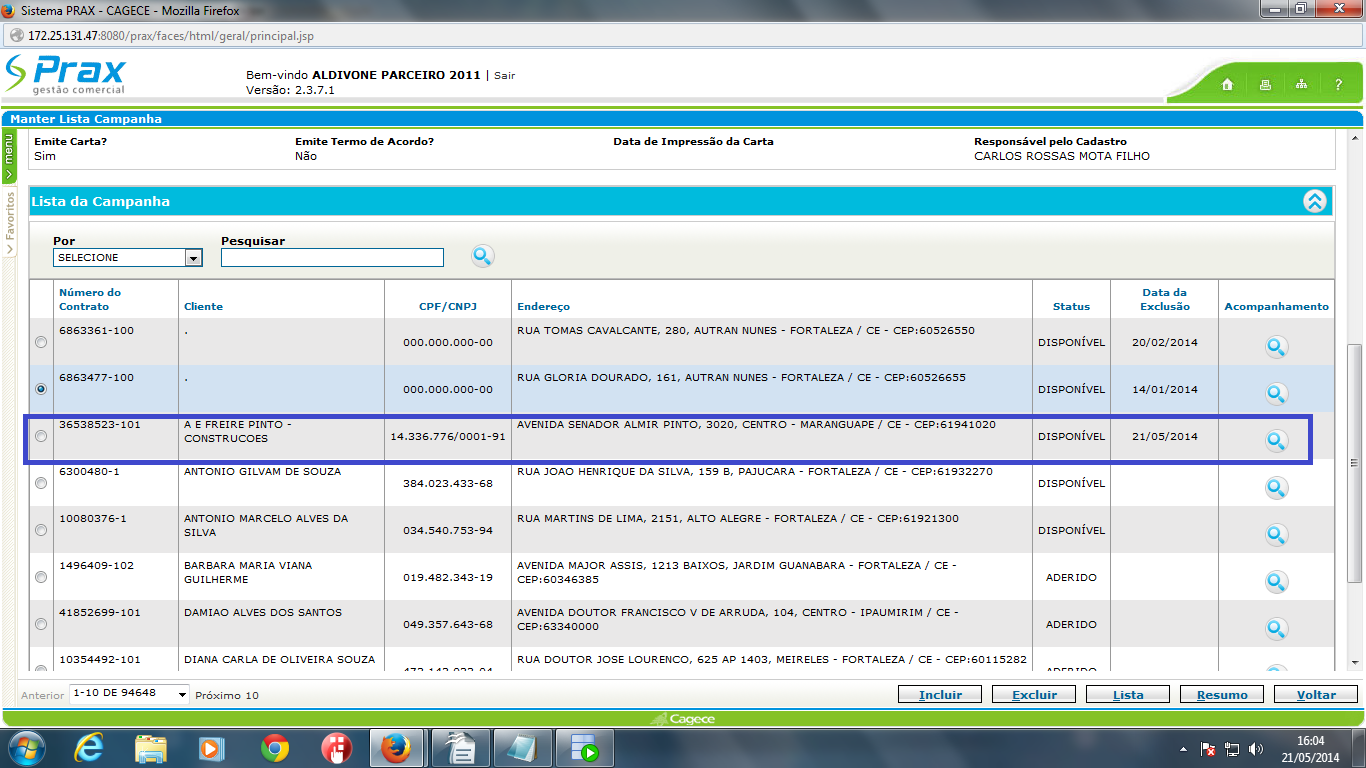 Sistema PRAX - CAGECE - Mozilla Firefox
172.25.131.47:8080/prax/faces/html/geral/principal.jsp
Prax
gestão comercial
Bem-vindo ALDIVONE PARCEIRO 2011 | Sair
Versão: 2.3.7.1
?
Manter Lista Campanha
menu
Favoritos
Emite Carta? Emite Termo de Acordo? Data de Impressão da Carta Responsável pelo Cadastro
Sim Não CARLOS ROSSAS MOTA FILHO
Lista da Campanha
Por Pesquisar
SELECIONE
Número do Contrato Cliente CPF/CNPJ Endereço Status Data da Exclusão Acompanhamento
6863361-100 . 000.000.000-00 RUA TOMAS CAVALCANTE, 280, AUTRAN NUNES - FORTALEZA / CE - CEP:60526550 DISPONÍVEL 20/02/2014
6863477-100 . 000.000.000-00 RUA GLORIA DOURADO, 161, AUTRAN NUNES - FORTALEZA / CE - CEP:60526655 DISPONÍVEL 14/01/2014
36538523-101 A E FREIRE PINTO - CONSTRUCOES 14.336.776/0001-91 AVENIDA SENADOR ALMIR PINTO, 3020, CENTRO - MARANGUAPE / CE - CEP:61941020 DISPONÍVEL 21/05/2014
6300480-1 ANTONIO GILVAM DE SOUZA 384.023.433-68 RUA JOAO HENRIQUE DA SILVA, 159 B, PAJUCARA - FORTALEZA / CE - CEP:61932270 DISPONÍVEL
10080376-1 ANTONIO MARCELO ALVES DA SILVA 034.540.753-94 RUA MARTINS DE LIMA, 2151, ALTO ALEGRE - FORTALEZA / CE - CEP:61921300 DISPONÍVEL
1496409-102 BARBARA MARIA VIANA GUILHERME 019.482.343-19 AVENIDA MAJOR ASSIS, 1213 BAIXOS, JARDIM GUANABARA - FORTALEZA / CE - CEP:60346385 ADERIDO
41852699-101 DAMIAO ALVES DOS SANTOS 049.357.643-68 AVENIDA DOUTOR FRANCISCO V DE ARRUDA, 104, CENTRO - IPAUMIRIM / CE - CEP:63340000 ADERIDO
10354492-101 DIANA CARLA DE OLIVEIRA SOUZA RUA DOUTOR JOSE LOURENCO, 625 AP 1403, MEIRELES - FORTALEZA / CE - CEP:60115282 ADERIDO
Anterior 1-10 DE 94648 Próximo 10 Incluir Excluir Lista Resumo Voltar
Cagece
16:04
21/05/2014